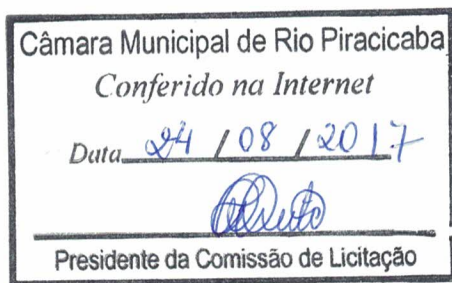 Câmara Municipal de Rio Piracicaba
Conferido na Internet
Data 24 / 08 / 2017
Presidente da Comissão de Licitação